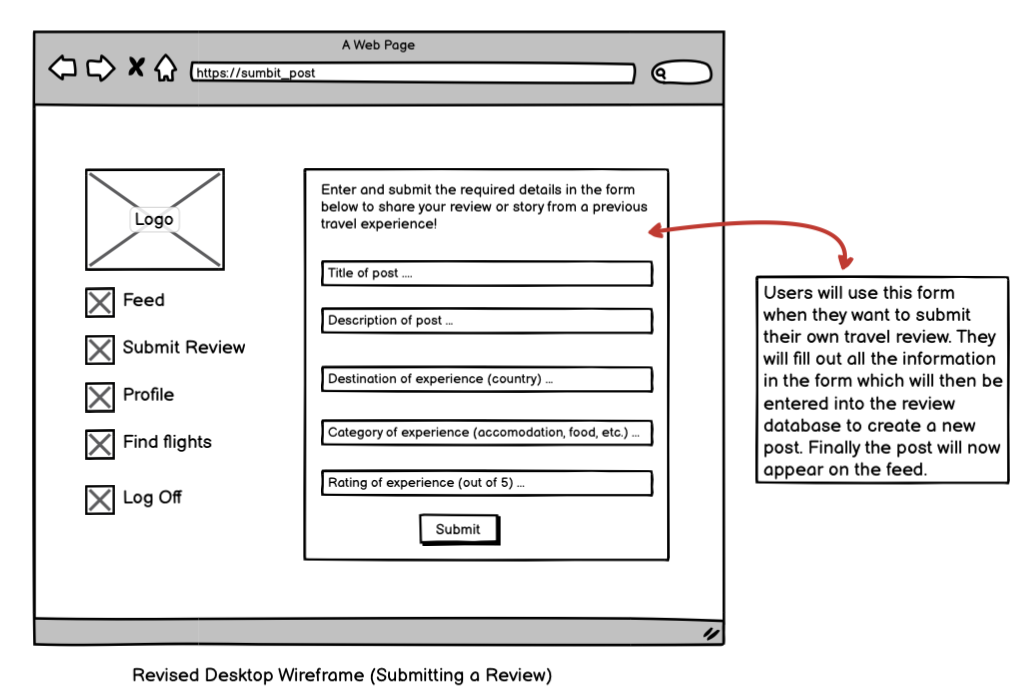 A Web Page
https://sumbit_post
Logo
Feed
Submit Review
Profile
Find flights
Log Off
Enter and submit the required details in the form
below to share your review or story from a previous
travel experience!
Title of post ....
Description of post ...
Destination of experience (country) ...
Category of experience (accomodation, food, etc.) ...
Rating of experience (out of 5) ...
Submit
Users will use this form
when they want to submit
their own travel review. They
will fill out all the information
in the form which will then be
entered into the review
database to create a new
post. Finally the post will now
appear on the feed.
Revised Desktop Wireframe (Submitting a Review)